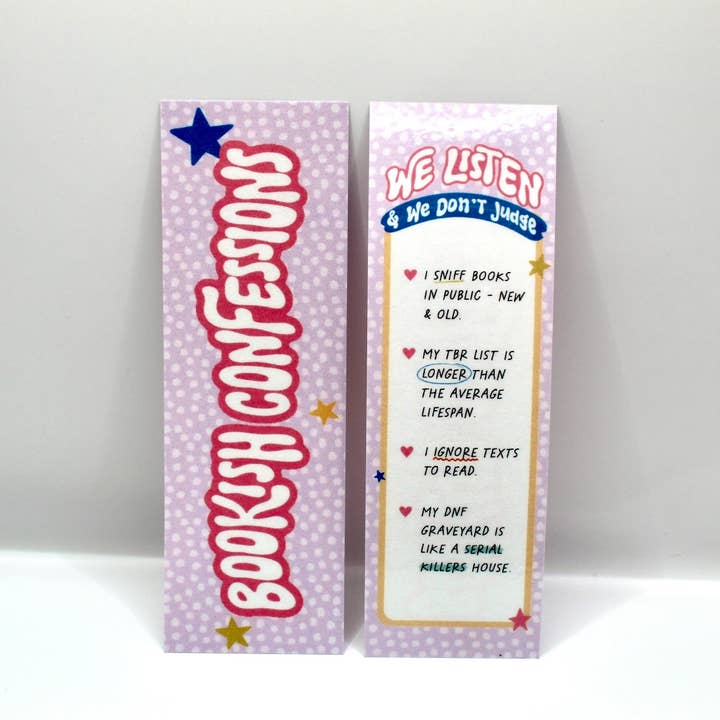 BOOKISH CONFESSIONS
WE LISTEN
& We DON'T Judge
I SNIFF BOOKS
IN PUBLIC - NEW
& OLD.
MY TBR LIST IS
LONGER THAN
THE AVERAGE
LIFESPAN.
I IGNORE TEXTS
TO READ.
MY DNF
GRAVEYARD IS
LIKE A SERIAL
KILLERS HOUSE.